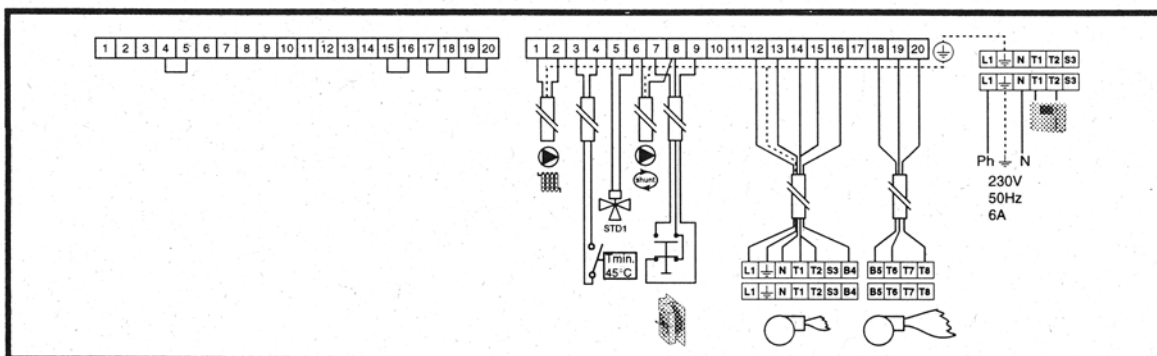 1 2 3 4 5 6 7 8 9 10 11 12 13 14 15 16 17 18 19 20
1 2 3 4 5 6 7 8 9 10 11 12 13 14 15 16 17 18 19 20
L1 N T1 T2 S3
L1 N T1 T2 S3
Ph N
230V
50Hz
6A
shunt
STD1
Tmin.
45°C
L1 N T1 T2 S3 B4
B5 T6 T7 T8
L1 N T1 T2 S3 B4
B5 T6 T7 T8